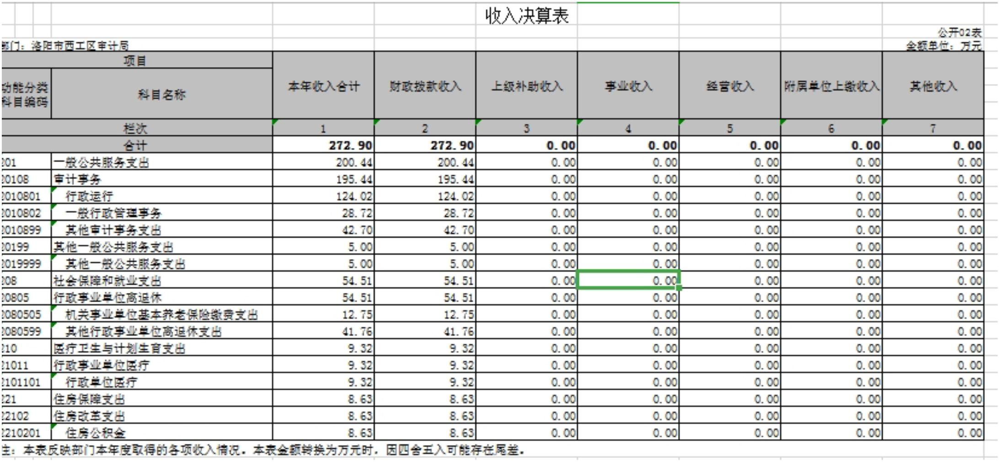 收入决算表
公开02表
部门：洛阳市西工区审计局 金额单位：万元
项目 本年收入合计 财政拨款收入 上级补助收入 事业收入 经营收入 附属单位上缴收入 其他收入
功能分类科目编码 科目名称
栏次 1 2 3 4 5 6 7
合计 272.90 272.90 0.00 0.00 0.00 0.00 0.00
201 一般公共服务支出 200.44 200.44 0.00 0.00 0.00 0.00 0.00
20108 审计事务 195.44 195.44 0.00 0.00 0.00 0.00 0.00
2010801 行政运行 124.02 124.02 0.00 0.00 0.00 0.00 0.00
2010802 一般行政管理事务 28.72 28.72 0.00 0.00 0.00 0.00 0.00
2010899 其他审计事务支出 42.70 42.70 0.00 0.00 0.00 0.00 0.00
20199 其他一般公共服务支出 5.00 5.00 0.00 0.00 0.00 0.00 0.00
2019999 其他一般公共服务支出 5.00 5.00 0.00 0.00 0.00 0.00 0.00
208 社会保障和就业支出 54.51 54.51 0.00 0.00 0.00 0.00 0.00
20805 行政事业单位离退休 54.51 54.51 0.00 0.00 0.00 0.00 0.00
2080505 机关事业单位基本养老保险缴费支出 12.75 12.75 0.00 0.00 0.00 0.00 0.00
2080599 其他行政事业单位离退休支出 41.76 41.76 0.00 0.00 0.00 0.00 0.00
210 医疗卫生与计划生育支出 9.32 9.32 0.00 0.00 0.00 0.00 0.00
21011 行政事业单位医疗 9.32 9.32 0.00 0.00 0.00 0.00 0.00
2101101 行政单位医疗 9.32 9.32 0.00 0.00 0.00 0.00 0.00
221 住房保障支出 8.63 8.63 0.00 0.00 0.00 0.00 0.00
22102 住房改革支出 8.63 8.63 0.00 0.00 0.00 0.00 0.00
2210201 住房公积金 8.63 8.63 0.00 0.00 0.00 0.00 0.00
注：本表反映部门本年度取得的各项收入情况。本表金额转换为万元时，因四舍五入可能存在尾差。